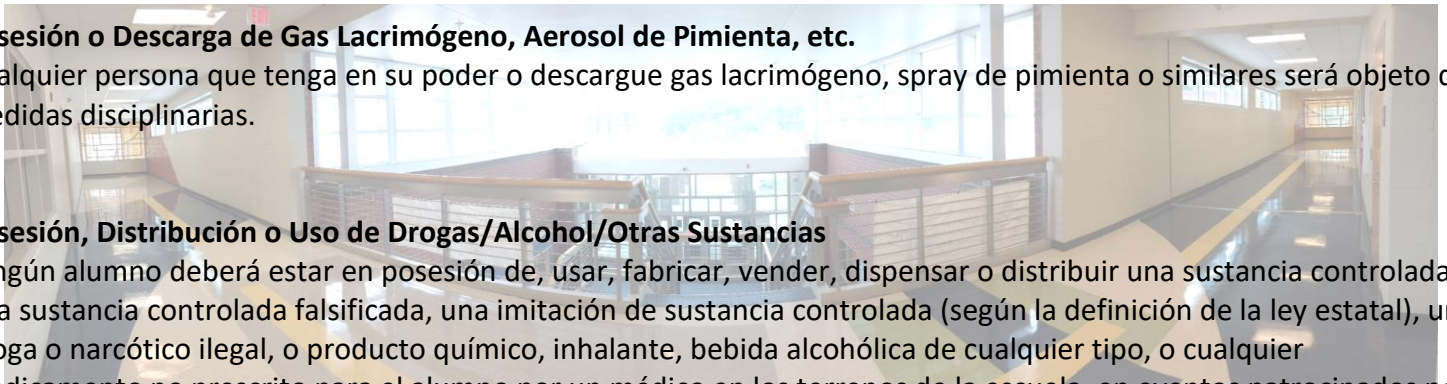 sesión o Descarga de Gas Lacrimógeno, Aerosol de Pimienta, etc.
alquier persona que tenga en su poder o descargue gas lacrimógeno, spray de pimienta o similares será objeto
edidas disciplinarias.
sesión, Distribución o Uso de Drogas/Alcohol/Otras Sustancias
ngún alumno deberá estar en posesión de, usar, fabricar, vender, dispensar o distribuir una sustancia controlada
a sustancia controlada falsificada, una imitación de sustancia controlada (según la definición de la ley estatal),
oga o narcótico ilegal, o producto químico, inhalante, bebida alcohólica de cualquier tipo, o cualquier